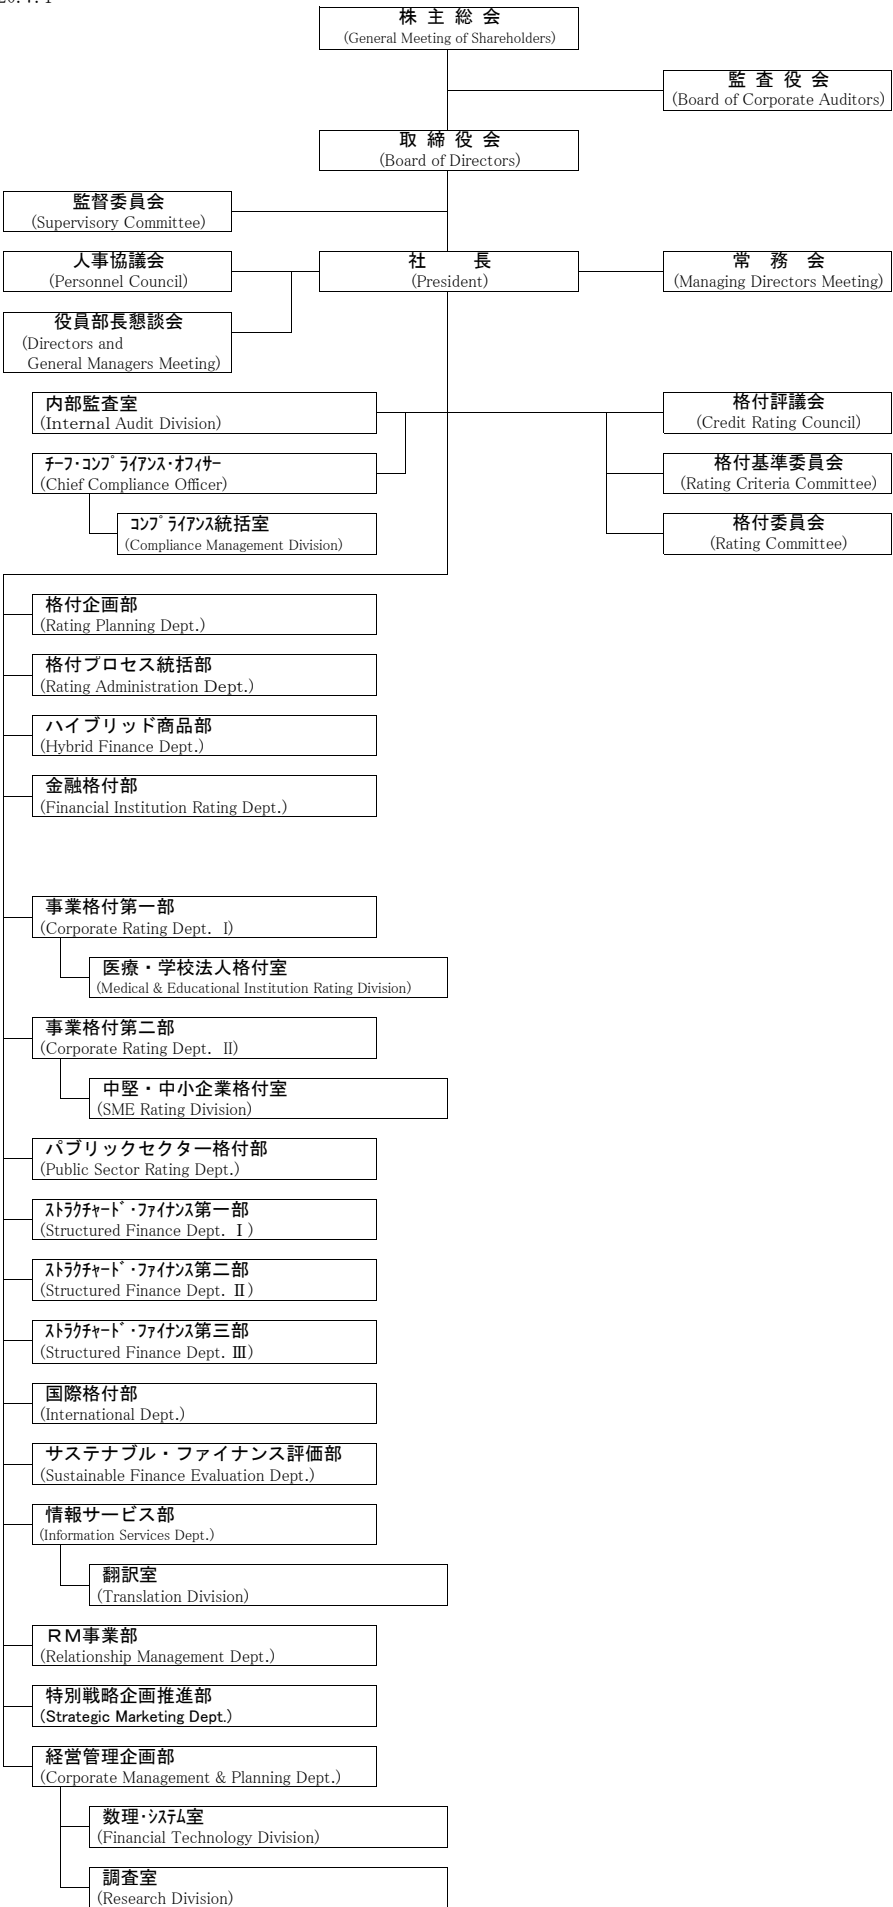 株 主 総 会
(General Meeting of Shareholders)
監 査 役 会
(Board of Corporate Auditors)
取 締 役 会
(Board of Directors)
監督委員会
(Supervisory Committee)
人事協議会
(Personnel Council)
社 長
(President)
常 務 会
(Managing Directors Meeting)
役員部長懇談会
(Directors and
General Managers Meeting)
内部監査室
(Internal Audit Division)
格付評議会
(Credit Rating Council)
ﾁｰﾌ･ｺﾝﾌﾟﾗｲｱﾝｽ･ｵﾌｨｻｰ
(Chief Compliance Officer)
格付基準委員会
(Rating Criteria Committee)
ｺﾝﾌﾟﾗｲｱﾝｽ統括室
(Compliance Management Division)
格付委員会
(Rating Committee)
格付企画部
(Rating Planning Dept.)
格付プロセス統括部
(Rating Administration Dept.)
ハイブリッド商品部
(Hybrid Finance Dept.)
金融格付部
(Financial Institution Rating Dept.)
事業格付第一部
(Corporate Rating Dept. I)
医療・学校法人格付室
(Medical & Educational Institution Rating Division)
事業格付第二部
(Corporate Rating Dept. II)
中堅・中小企業格付室
(SME Rating Division)
パブリックセクター格付部
(Public Sector Rating Dept.)
ｽﾄﾗｸﾁｬｰﾄﾞ･ﾌｧｲﾅﾝｽ第一部
(Structured Finance Dept. Ⅰ)
ｽﾄﾗｸﾁｬｰﾄﾞ･ﾌｧｲﾅﾝｽ第二部
(Structured Finance Dept. Ⅱ)
ｽﾄﾗｸﾁｬｰﾄﾞ･ﾌｧｲﾅﾝｽ第三部
(Structured Finance Dept. Ⅲ)
国際格付部
(International Dept.)
サステナブル・ファイナンス評価部
(Sustainable Finance Evaluation Dept.)
情報サービス部
(Information Services Dept.)
翻訳室
(Translation Division)
ＲＭ事業部
(Relationship Management Dept.)
特別戦略企画推進部
(Strategic Marketing Dept.)
経営管理企画部
(Corporate Management & Planning Dept.)
数理･ｼｽﾃﾑ室
(Financial Technology Division)
調査室
(Research Division)